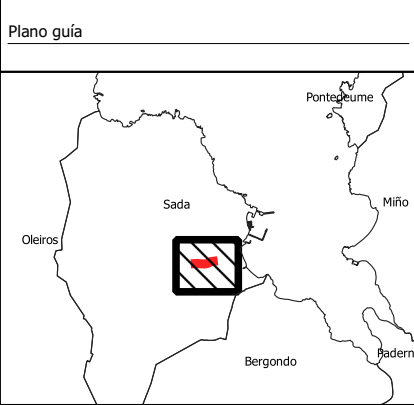 Plano guía
Pontedeume
Sada
Miño
Oleiros
Bergondo
Padern